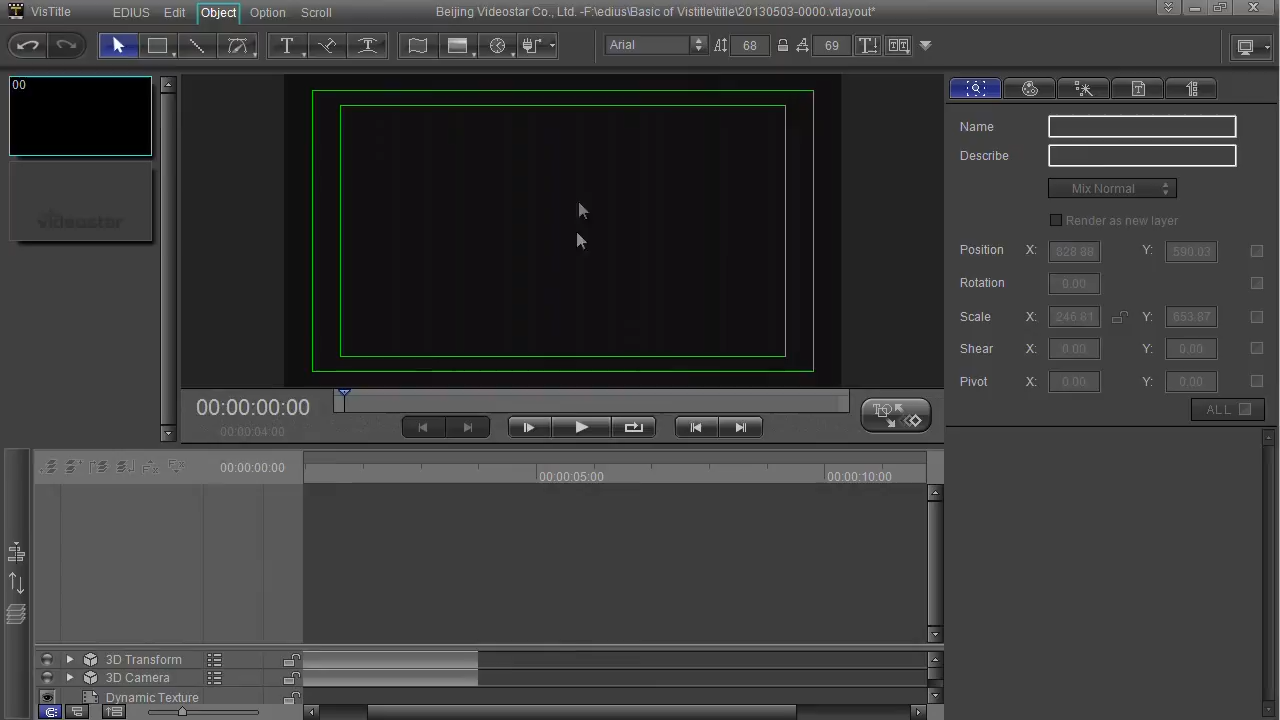 VisTitle EDIUS Edit Object Option Scroll Beijing Videostar Co., Ltd. -F:\edius\Basic of Vistitle\title\20130503-0000.vtlayout*
T T Arial 68 69
00
videostar
Name
Describe
Mix Normal
Render as new layer
Position X: 828.88 Y: 590.03
Rotation 0.00
Scale X: 246.81 Y: 653.87
Shear X: 0.00 Y: 0.00
Pivot X: 0.00 Y: 0.00
ALL
00:00:00:00
00:00:04:00
00:00:00:00 00:00:05:00 00:00:10:00
3D Transform
3D Camera
Dynamic Texture